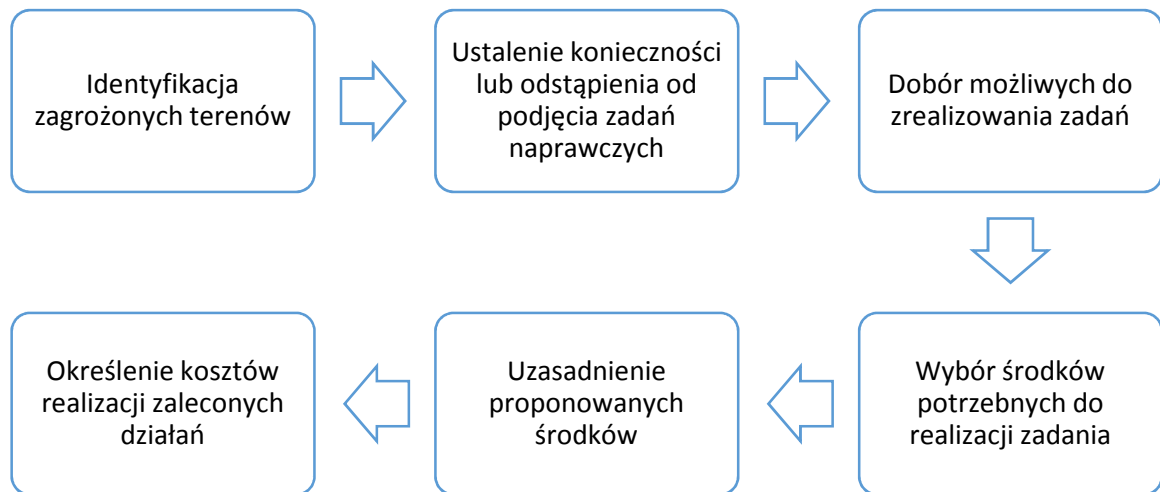 Identyfikacja
zagrożonych terenów
Ustalenie konieczności
lub odstąpienia od
podjęcia zadań
naprawczych
Dobór możliwych do
zrealizowania zadań
Wybór środków
potrzebnych do
realizacji zadania
Uzasadnienie
proponowanych
środków
Określenie kosztów
realizacji zaleconych
działań